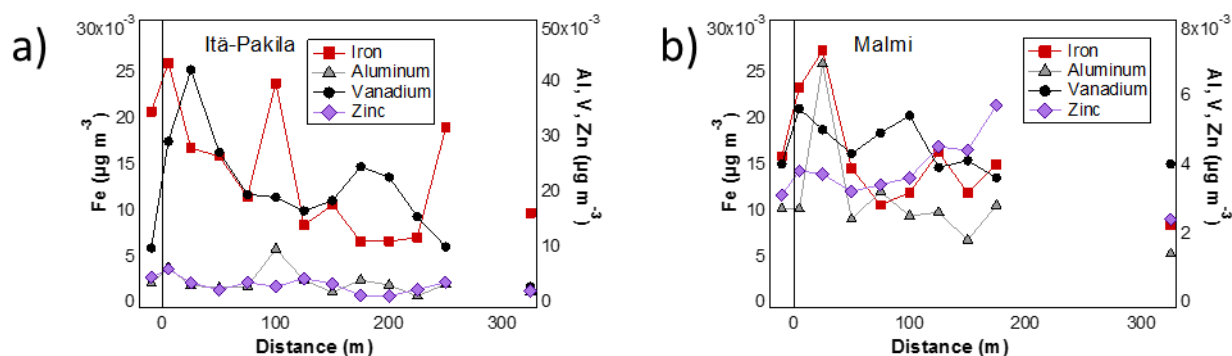 a)
30x10⁻³
50x10⁻³
Itä-Pakila
Iron
Aluminum
Vanadium
Zinc
25
20
15
10
5
0
40
30
20
10
0
Fe (µg m⁻³)
Al, V, Zn (µg m⁻³)
0
100
200
300
Distance (m)
b)
30x10⁻³
8x10⁻³
Malmi
Iron
Aluminum
Vanadium
Zinc
25
20
15
10
5
0
6
4
2
0
Fe (µg m⁻³)
Al, V, Zn (µg m⁻³)
0
100
200
300
Distance (m)